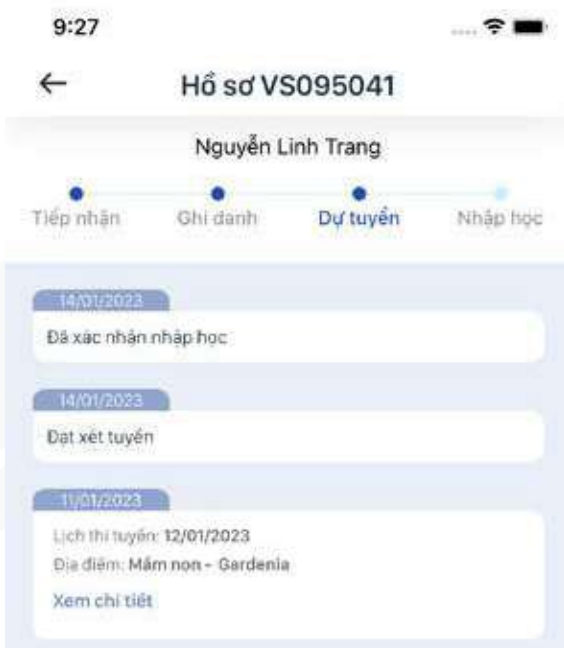 9:27
Hồ sơ VS095041
Nguyễn Linh Trang
Tiếp nhận Ghi danh Dự tuyển Nhập học
14/01/2023
Đã xác nhận nhập học
14/01/2023
Đạt xét tuyển
11/01/2023
Lịch thi tuyển: 12/01/2023
Địa điểm: Mầm non - Gardenia
Xem chi tiết